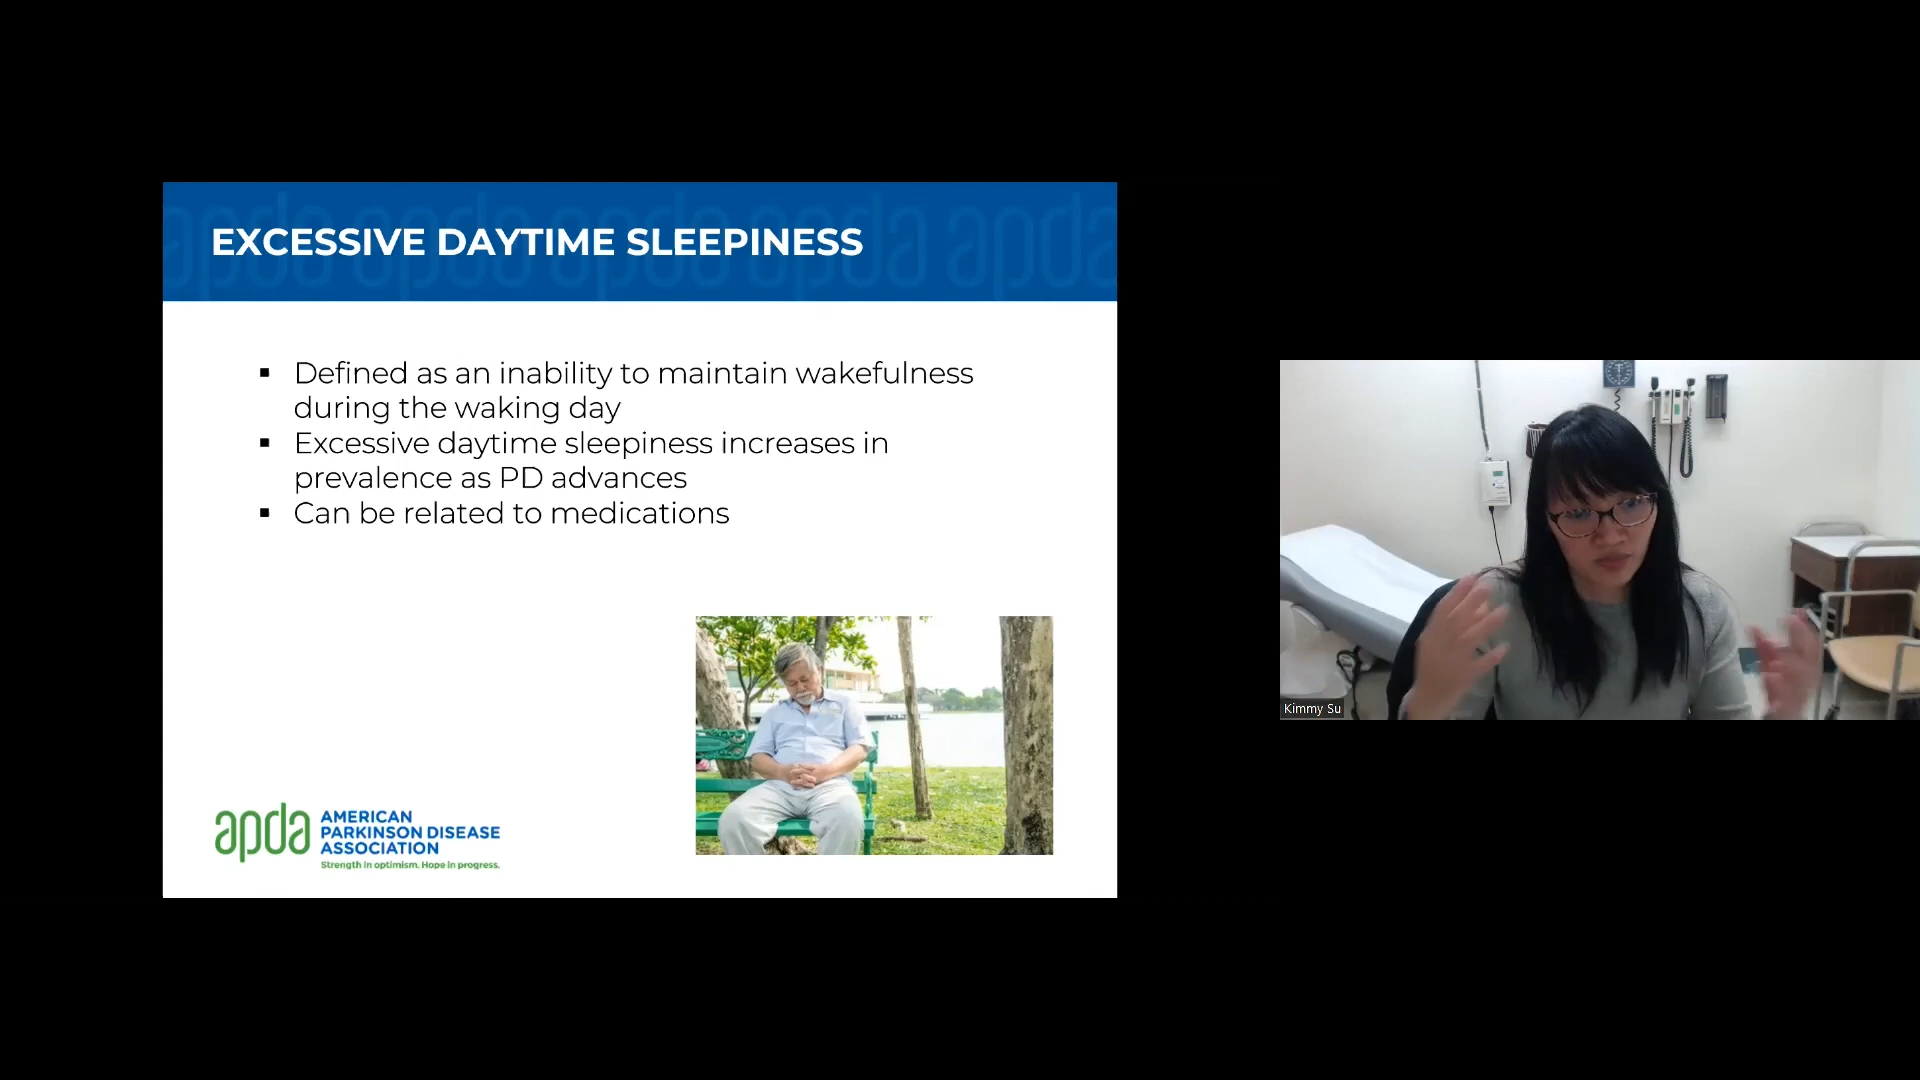 EXCESSIVE DAYTIME SLEEPINESS
▪ Defined as an inability to maintain wakefulness
during the waking day
▪ Excessive daytime sleepiness increases in
prevalence as PD advances
▪ Can be related to medications
apda AMERICAN
PARKINSON DISEASE
ASSOCIATION
Strength in optimism. Hope in progress.
Kimmy Su